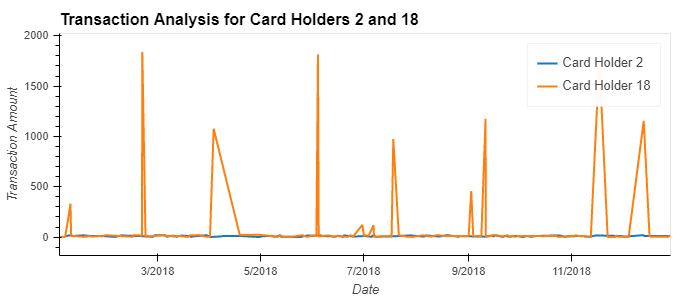 Transaction Analysis for Card Holders 2 and 18
2000
1500
1000
500
0
Transaction Amount
Card Holder 2
Card Holder 18
3/2018
5/2018
7/2018
9/2018
11/2018
Date